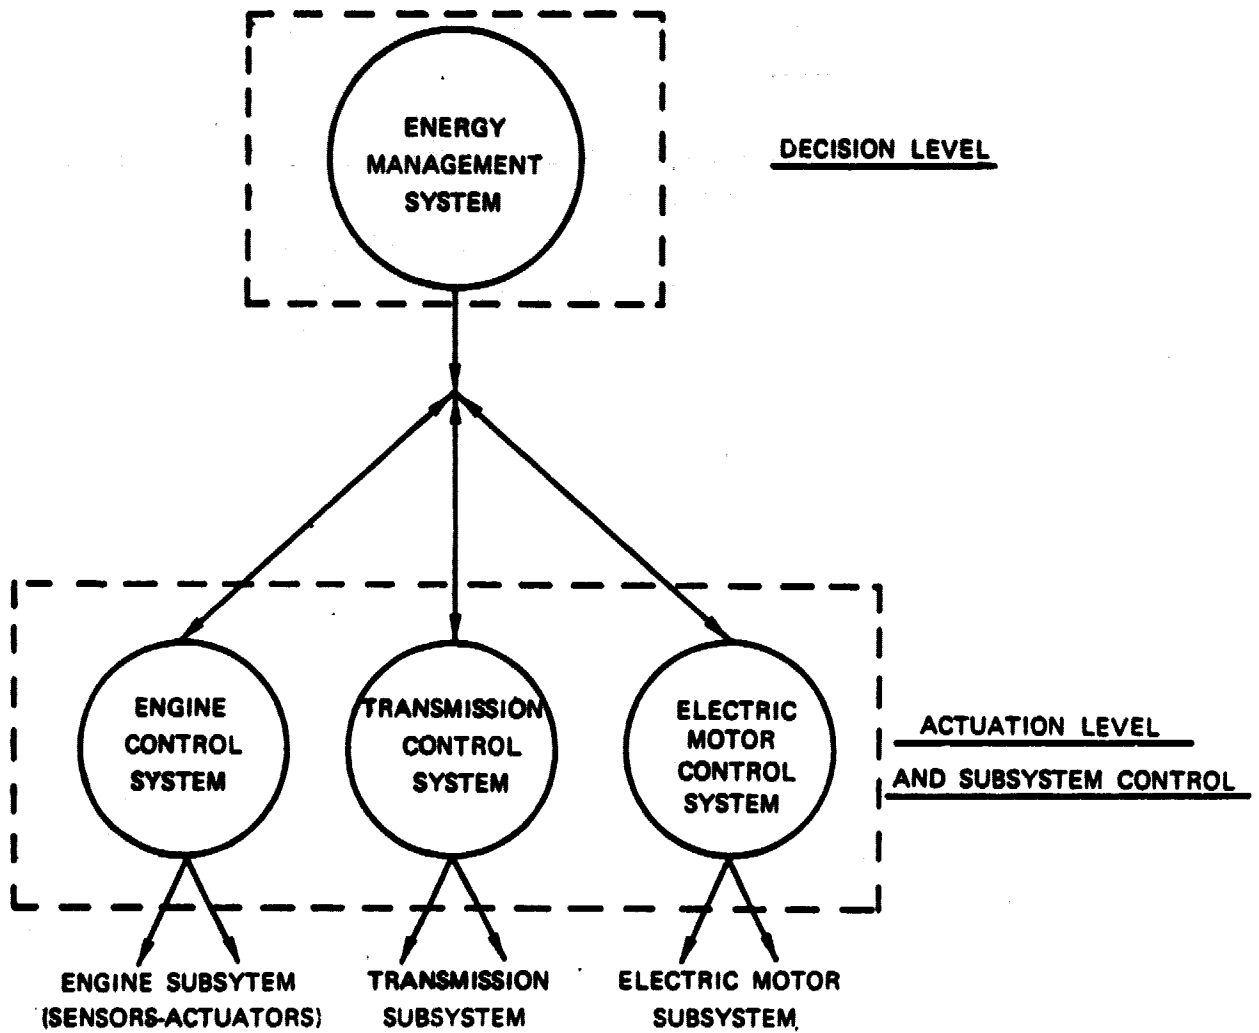 ENERGY
MANAGEMENT
SYSTEM
DECISION LEVEL
ENGINE
CONTROL
SYSTEM
TRANSMISSION
CONTROL
SYSTEM
ELECTRIC
MOTOR
CONTROL
SYSTEM
ACTUATION LEVEL
AND SUBSYSTEM CONTROL
ENGINE SUBSYTEM
(SENSORS-ACTUATORS)
TRANSMISSION
SUBSYSTEM
ELECTRIC MOTOR
SUBSYSTEM